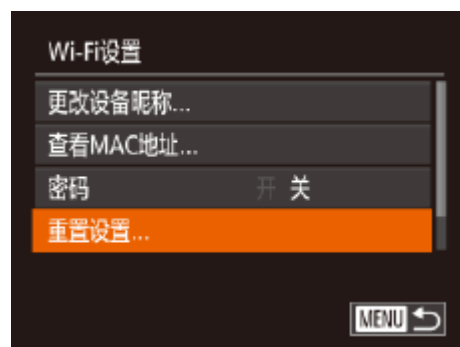 Wi-Fi设置
更改设备昵称...
查看MAC地址...
密码 开 关
重置设置...
MENU